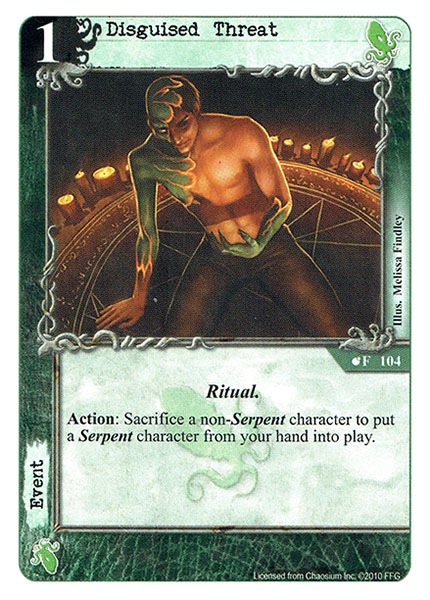 1
Disguised Threat
Illus. Melissa Findley
F 104
Ritual.
Action: Sacrifice a non-Serpent character to put
a Serpent character from your hand into play.
Event
Licensed from Chaosium Inc. ©2010 FFG